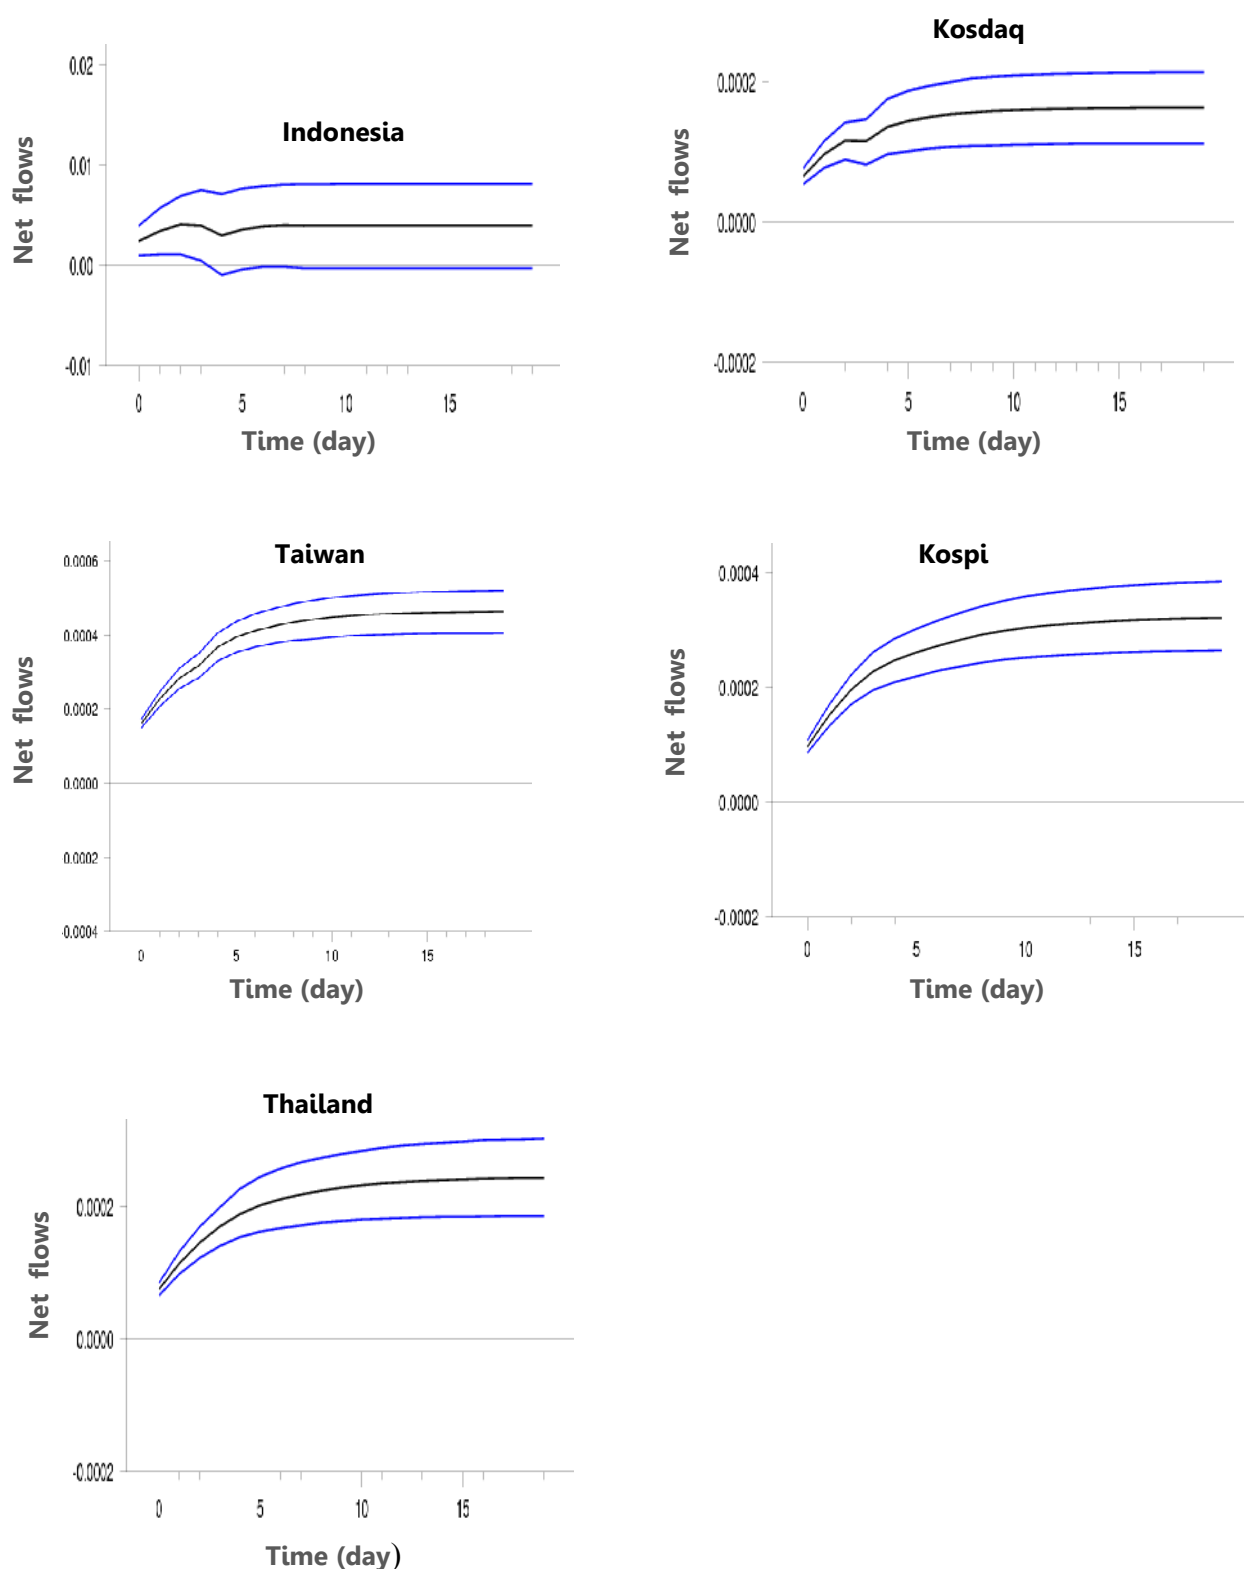 Indonesia
Net flows
0.02
0.01
0.00
-0.01
0 5 10 15
Time (day)
Kosdaq
Net flows
0.0002
0.0000
-0.0002
0 5 10 15
Time (day)
Taiwan
Net flows
0.0006
0.0004
0.0002
0.0000
0.0002
-0.0004
0 5 10 15
Time (day)
Kospi
Net flows
0.0004
0.0002
0.0000
-0.0002
0 5 10 15
Time (day)
Thailand
Net flows
0.0002
0.0000
-0.0002
0 5 10 15
Time (day)